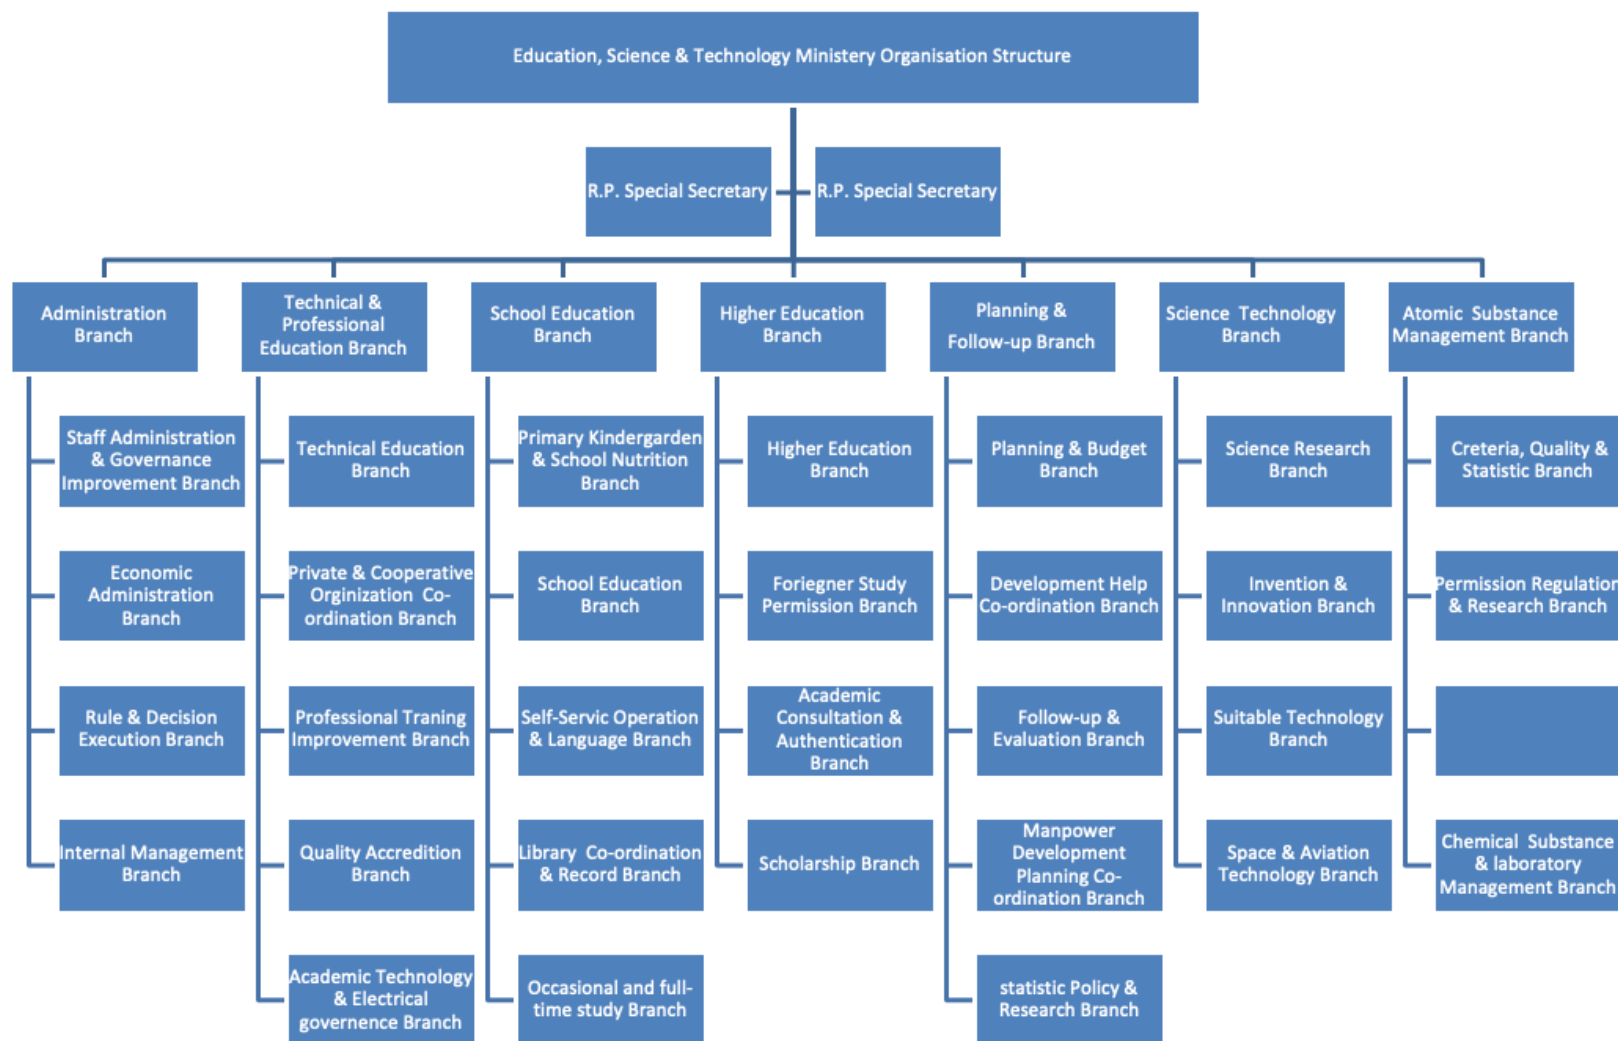 Education, Science & Technology Ministery Organisation Structure
R.P. Special Secretary
R.P. Special Secretary
Administration
Branch
Technical &
Professional
Education Branch
School Education
Branch
Higher Education
Branch
Planning &
Follow-up Branch
Science Technology
Branch
Atomic Substance
Management Branch
Staff Administration
& Governance
Improvement Branch
Technical Education
Branch
Primary Kindergarden
& School Nutrition
Branch
Higher Education
Branch
Planning & Budget
Branch
Science Research
Branch
Creteria, Quality &
Statistic Branch
Economic
Administration
Branch
Private & Cooperative
Orginization Co-
ordination Branch
School Education
Branch
Foriegner Study
Permission Branch
Development Help
Co-ordination Branch
Invention &
Innovation Branch
Permission Regulation
& Research Branch
Rule & Decision
Execution Branch
Professional Traning
Improvement Branch
Self-Servic Operation
& Language Branch
Academic
Consultation &
Authentication
Branch
Follow-up &
Evaluation Branch
Suitable Technology
Branch
Internal Management
Branch
Quality Accredition
Branch
Library Co-ordination
& Record Branch
Scholarship Branch
Manpower
Development
Planning Co-
ordination Branch
Space & Aviation
Technology Branch
Chemical Substance
& laboratory
Management Branch
Academic Technology
& Electrical
governence Branch
Occasional and full-
time study Branch
statistic Policy &
Research Branch